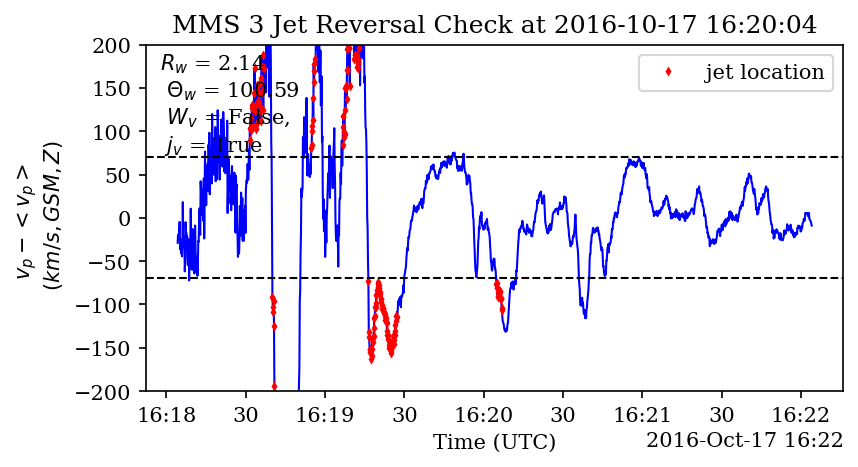 MMS 3 Jet Reversal Check at 2016-10-17 16:20:04
R_w = 2.14
Θ_w = 100.59
W_v = False,
j_v = True
jet location
v_p − < v_p >
(km/s, GSM, Z)
200
150
100
50
0
−50
−100
−150
−200
16:18 30 16:19 30 16:20 30 16:21 30 16:22
Time (UTC)
2016-Oct-17 16:22